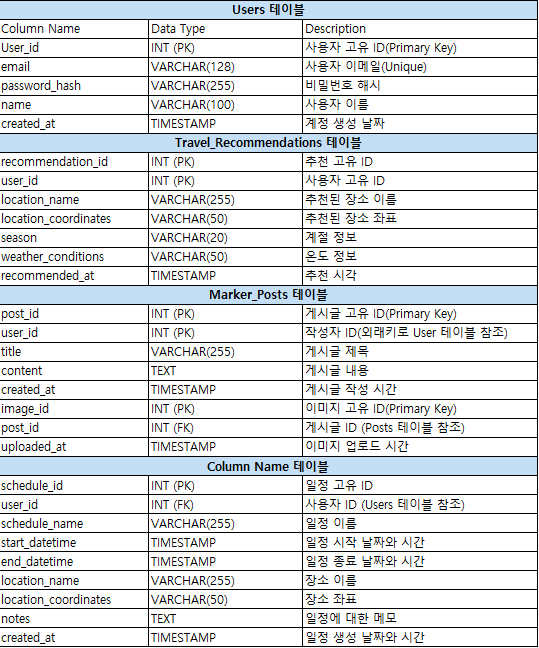 Users 테이블
Column Name Data Type Description
User_id INT (PK) 사용자 고유 ID(Primary Key)
email VARCHAR(128) 사용자 이메일(Unique)
password_hash VARCHAR(255) 비밀번호 해시
name VARCHAR(100) 사용자 이름
created_at TIMESTAMP 계정 생성 날짜
Travel_Recommendations 테이블
recommendation_id INT (PK) 추천 고유 ID
user_id INT (PK) 사용자 고유 ID
location_name VARCHAR(255) 추천된 장소 이름
location_coordinates VARCHAR(50) 추천된 장소 좌표
season VARCHAR(20) 계절 정보
weather_conditions VARCHAR(50) 온도 정보
recommended_at TIMESTAMP 추천 시각
Marker_Posts 테이블
post_id INT (PK) 게시글 고유 ID(Primary Key)
user_id INT (PK) 작성자 ID(외래키로 User 테이블 참조)
title VARCHAR(255) 게시글 제목
content TEXT 게시글 내용
created_at TIMESTAMP 게시글 작성 시간
image_id INT (PK) 이미지 고유 ID(Primary Key)
post_id INT (FK) 게시글 ID (Posts 테이블 참조)
uploaded_at TIMESTAMP 이미지 업로드 시간
Column Name 테이블
schedule_id INT (PK) 일정 고유 ID
user_id INT (FK) 사용자 ID (Users 테이블 참조)
schedule_name VARCHAR(255) 일정 이름
start_datetime TIMESTAMP 일정 시작 날짜와 시간
end_datetime TIMESTAMP 일정 종료 날짜와 시간
location_name VARCHAR(255) 장소 이름
location_coordinates VARCHAR(50) 장소 좌표
notes TEXT 일정에 대한 메모
created_at TIMESTAMP 일정 생성 날짜와 시간